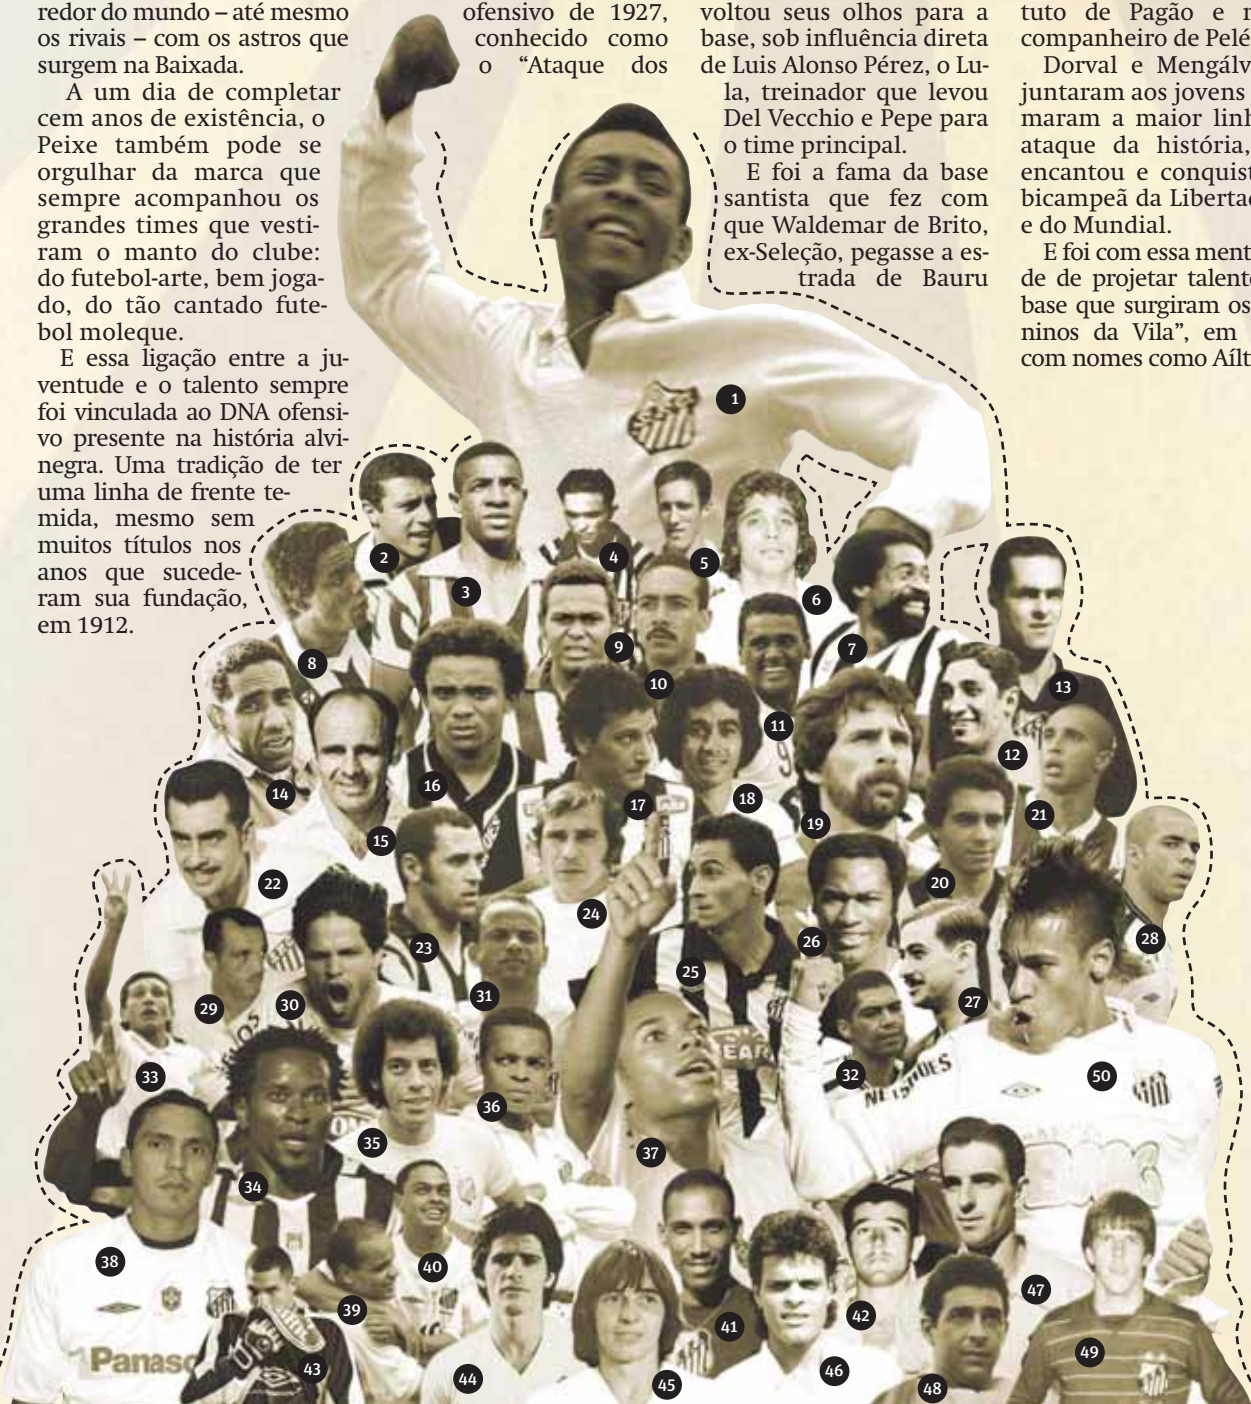 redor do mundo – até mesmo
os rivais – com os astros que
surgem na Baixada.
A um dia de completar
cem anos de existência, o
Peixe também pode se
orgulhar da marca que
sempre acompanhou os
grandes times que vesti-
ram o manto do clube:
do futebol-arte, bem joga-
do, do tão cantado fute-
bol moleque.
E essa ligação entre a ju-
ventude e o talento sempre
foi vinculada ao DNA ofensi-
vo presente na história alvi-
negra. Uma tradição de ter
uma linha de frente te-
mida, mesmo sem
muitos títulos nos
anos que sucede-
ram sua fundação,
em 1912.
ofensivo de 1927,
conhecido como
o “Ataque dos
voltou seus olhos para a
base, sob influência direta
de Luis Alonso Pérez, o Lu-
la, treinador que levou
Del Vecchio e Pepe para
o time principal.
E foi a fama da base
santista que fez com
que Waldemar de Brito,
ex-Seleção, pegasse a es-
trada de Bauru
tuto de Pagão e
companheiro de Pelé
Dorval e Mengálv
juntaram aos jovens
maram a maior linh
ataque da história,
encantou e conquist
bicampeã da Libertad
e do Mundial.
E foi com essa ment
de de projetar talent
base que surgiram os
ninos da Vila”, em
com nomes como Aílt
1
2
3
4
5
6
7
8
9
10
11
12
13
14
15
16
17
18
19
20
21
22
23
24
25
26
27
28
29
30
31
32
33
34
35
36
37
38
39
40
41
42
43
44
45
46
47
48
49
50
Panaso